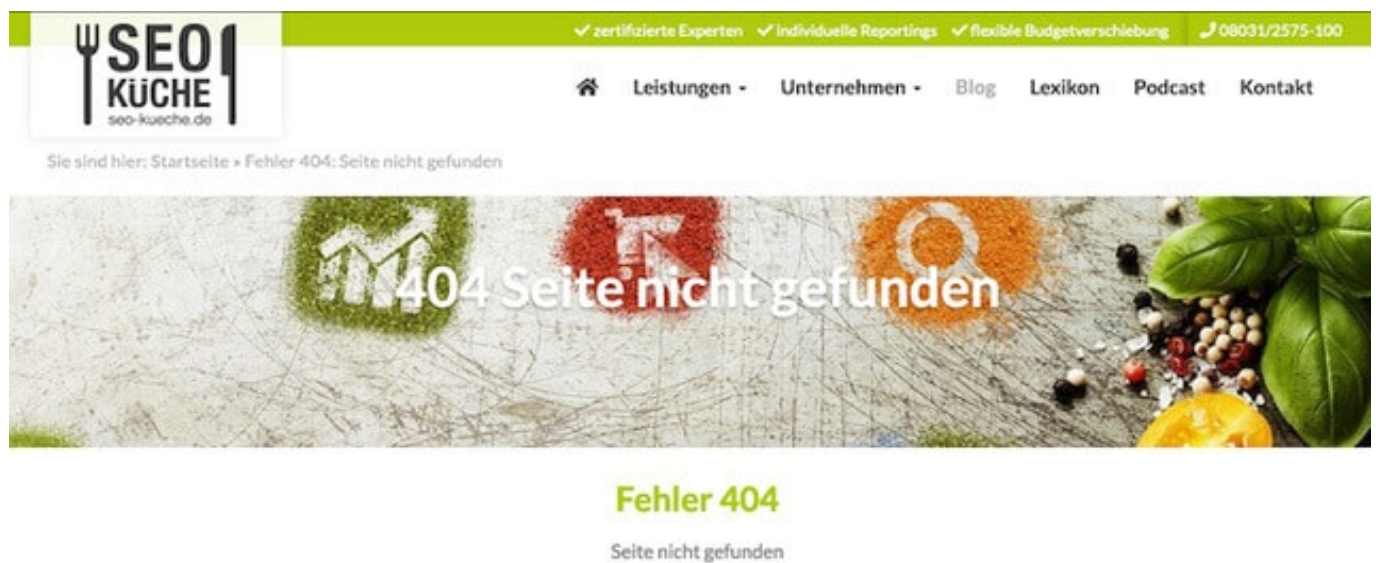 zertifizierte Experten individuelle Reportings flexible Budgetverschiebung 08031/2575-100
SEO
KÜCHE
seo-kueche.de
Leistungen Unternehmen Blog Lexikon Podcast Kontakt
Sie sind hier: Startseite » Fehler 404: Seite nicht gefunden
404 Seite nicht gefunden
Fehler 404
Seite nicht gefunden